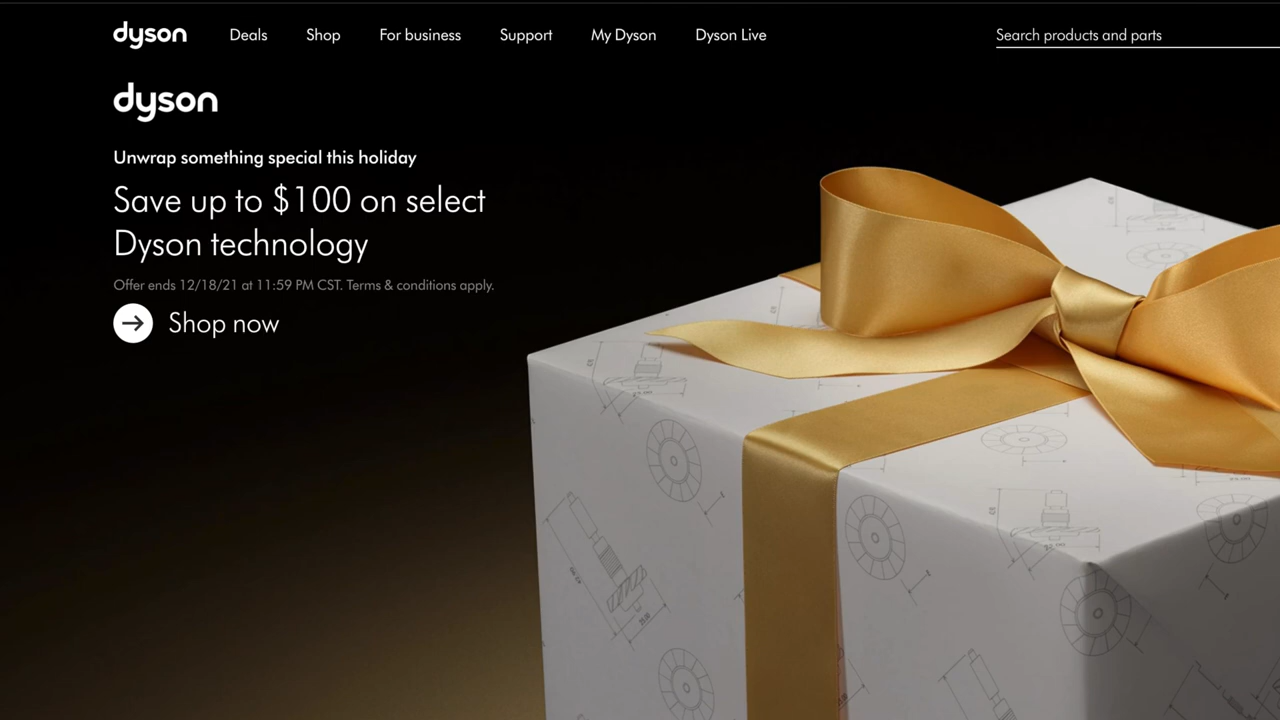 dyson Deals Shop For business Support My Dyson Dyson Live Search products and parts
dyson
Unwrap something special this holiday
Save up to $100 on select
Dyson technology
Offer ends 12/18/21 at 11:59 PM CST. Terms & conditions apply.
Shop now